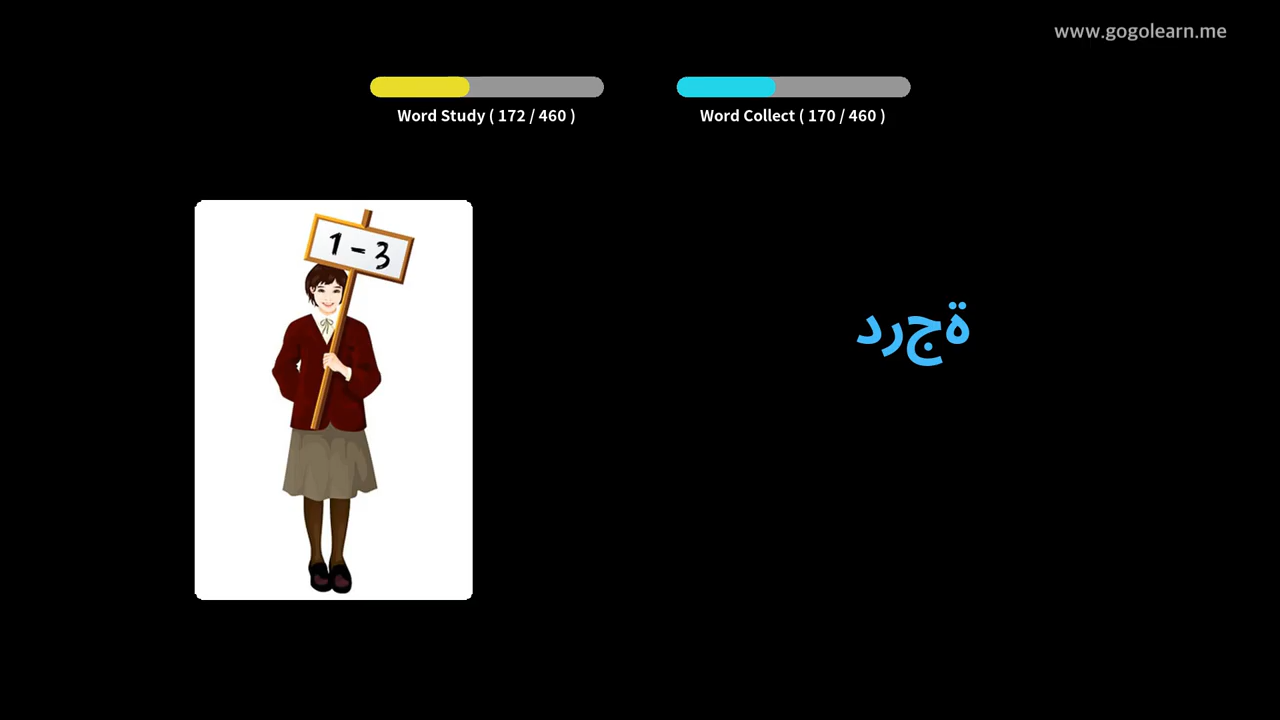 www.gogolearn.me
Word Study ( 172 / 460 )
Word Collect ( 170 / 460 )
1 - 3
درجة